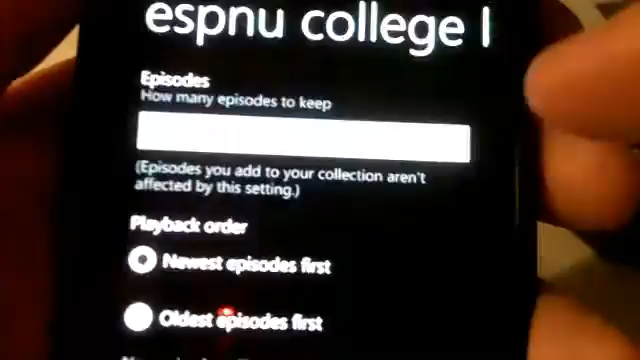 espnu college
Episodes
How many episodes to keep
(Episodes you add to your collection aren't
affected by this setting.)
Playback order
Newest episodes first
Oldest episodes first